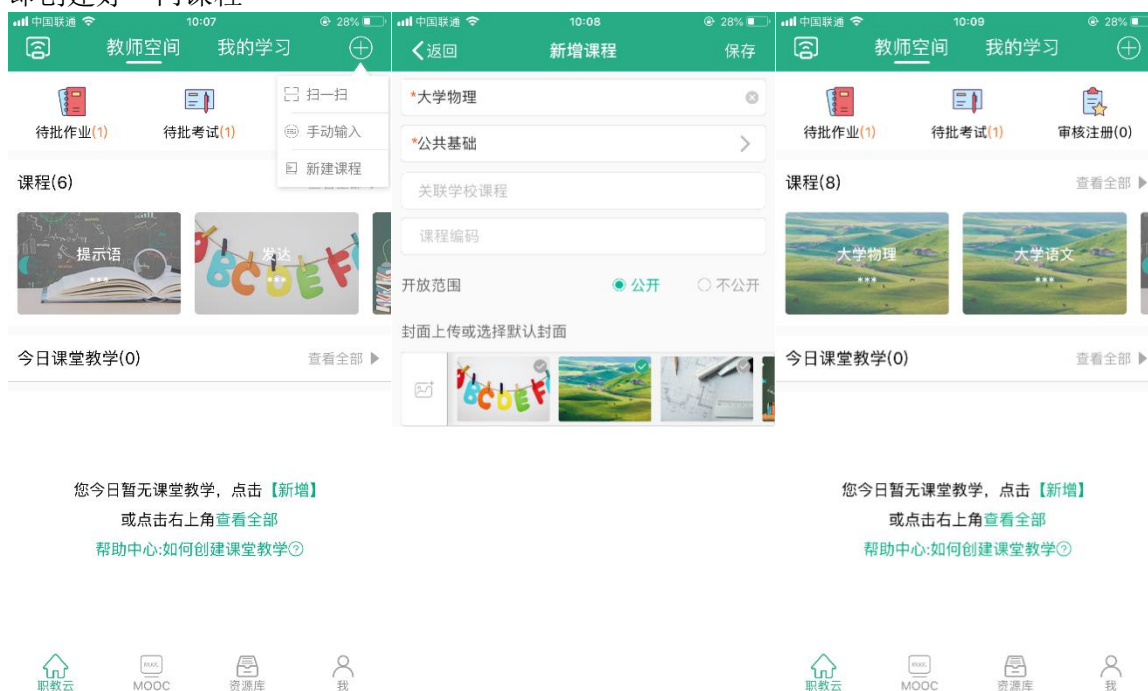 中国联通 10:07 28%
教师空间 我的学习
扫一扫
手动输入
新建课程
待批作业(1) 待批考试(1)
课程(6)
提示语
***
发达
***
今日课堂教学(0) 查看全部
您今日暂无课堂教学，点击【新增】
或点击右上角查看全部
帮助中心:如何创建课堂教学?
职教云 MOOC 资源库 我
中国联通 10:08 28%
返回 新增课程 保存
*大学物理
*公共基础
关联学校课程
课程编码
开放范围 公开 不公开
封面上传或选择默认封面
ABCDEF
中国联通 10:09 28%
教师空间 我的学习
待批作业(1) 待批考试(1) 审核注册(0)
课程(8) 查看全部
大学物理
***
大学语文
***
今日课堂教学(0) 查看全部
您今日暂无课堂教学，点击【新增】
或点击右上角查看全部
帮助中心:如何创建课堂教学?
职教云 MOOC 资源库 我